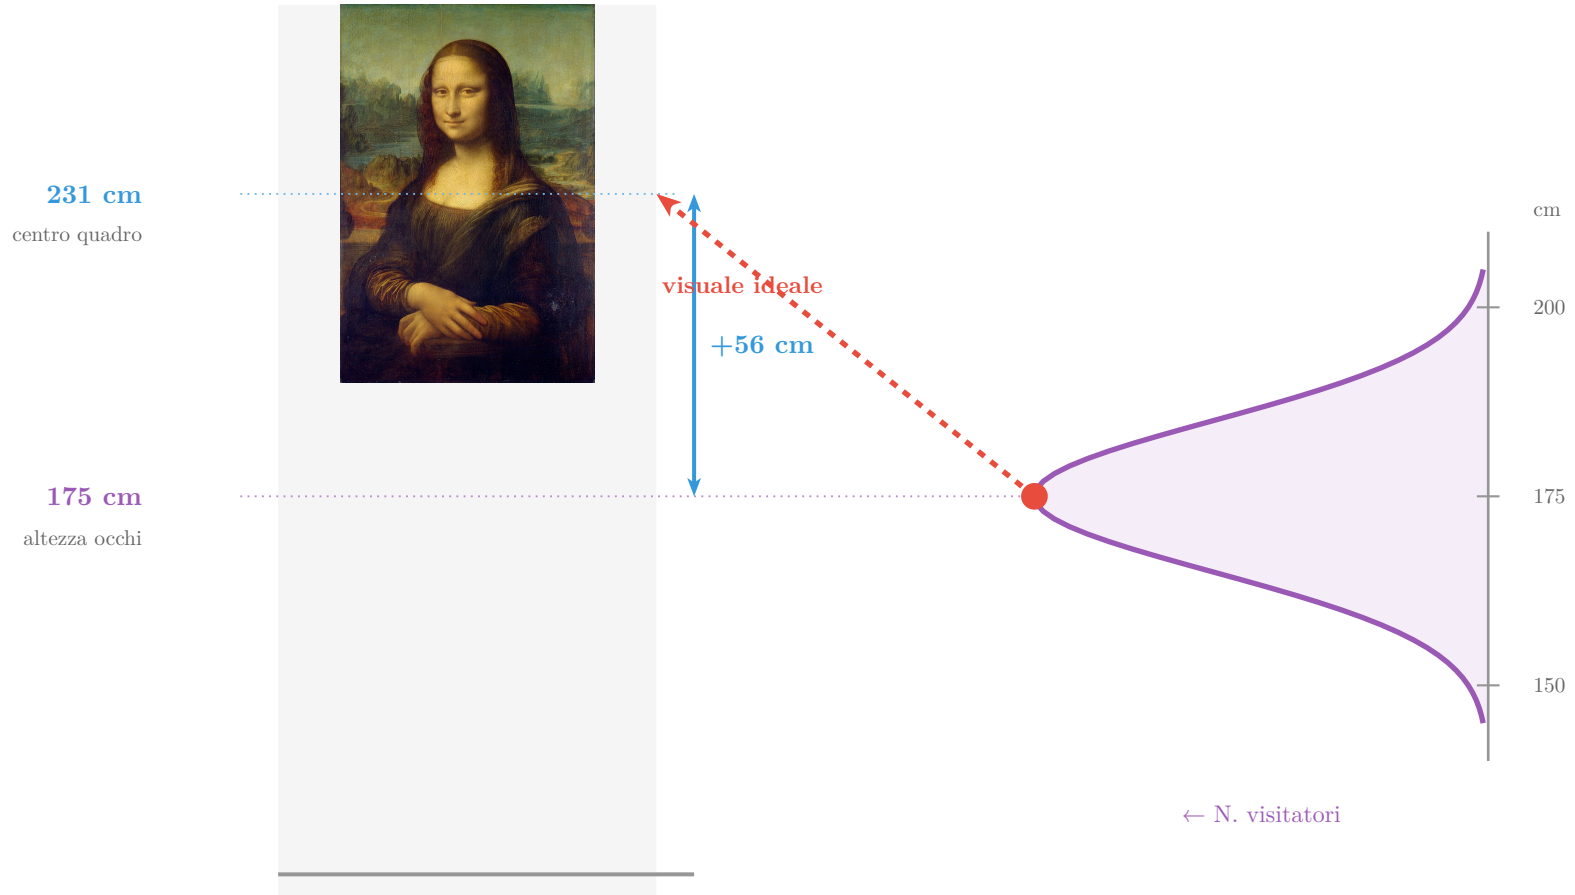 231 cm
centro quadro
visuale ideale
+56 cm
175 cm
altezza occhi
cm
200
175
150
← N. visitatori